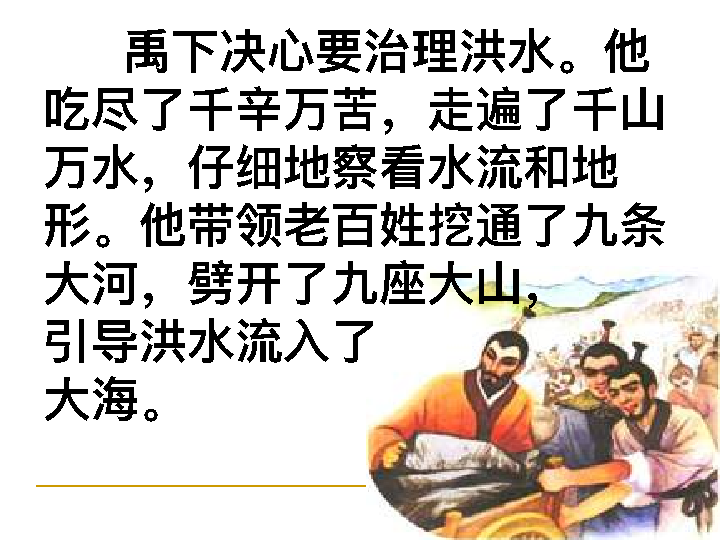 禹下决心要治理洪水。他
吃尽了千辛万苦，走遍了千山
万水，仔细地察看水流和地
形。他带领老百姓挖通了九条
大河，劈开了九座大山，
引导洪水流入了
大海。